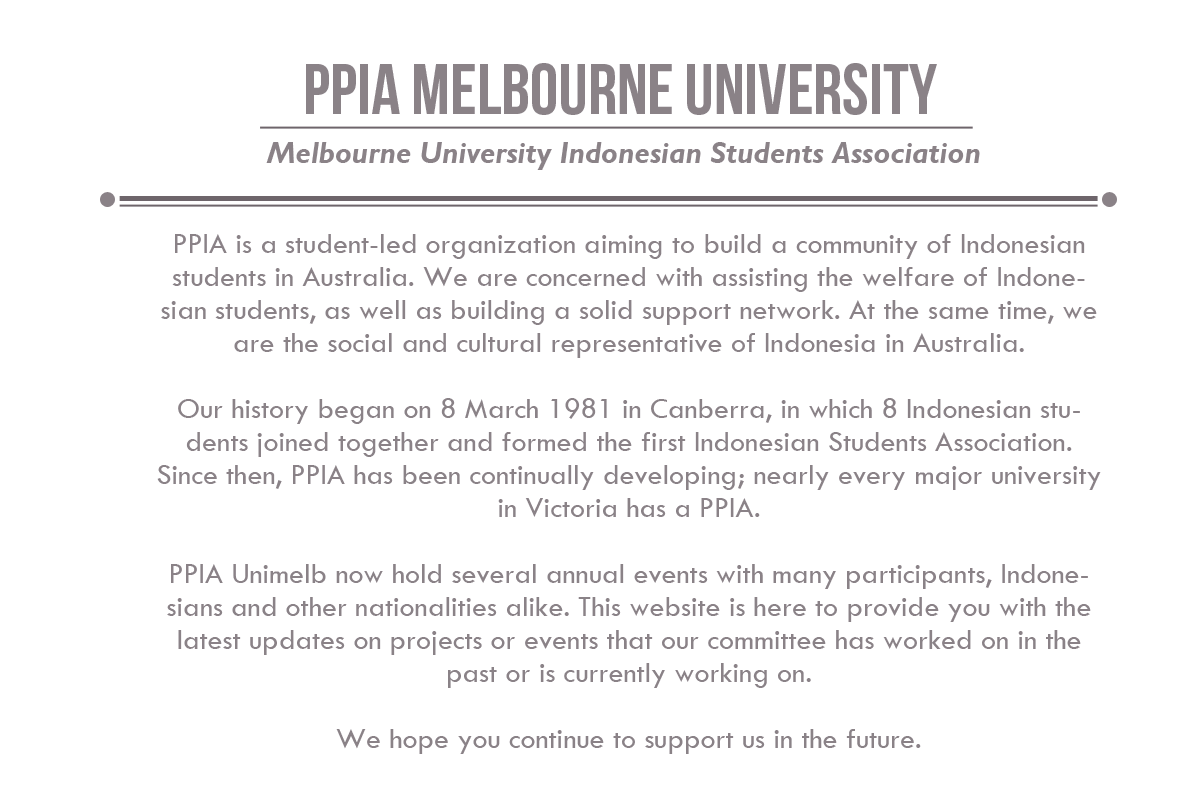 PPIA MELBOURNE UNIVERSITY
Melbourne University Indonesian Students Association
PPIA is a student-led organization aiming to build a community of Indonesian
students in Australia. We are concerned with assisting the welfare of Indone-
sian students, as well as building a solid support network. At the same time, we
are the social and cultural representative of Indonesia in Australia.
Our history began on 8 March 1981 in Canberra, in which 8 Indonesian stu-
dents joined together and formed the first Indonesian Students Association.
Since then, PPIA has been continually developing; nearly every major university
in Victoria has a PPIA.
PPIA Unimelb now hold several annual events with many participants, Indone-
sians and other nationalities alike. This website is here to provide you with the
latest updates on projects or events that our committee has worked on in the
past or is currently working on.
We hope you continue to support us in the future.